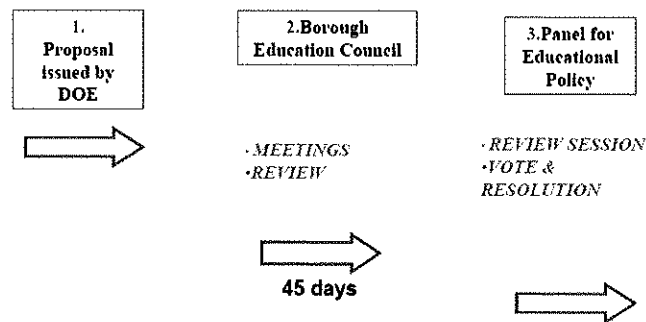 1.
Proposal
issued by
DOE
2.Borough
Education Council
3.Panel for
Educational
Policy
· MEETINGS
•REVIEW
· REVIEW SESSION
•VOTE &
RESOLUTION
45 days